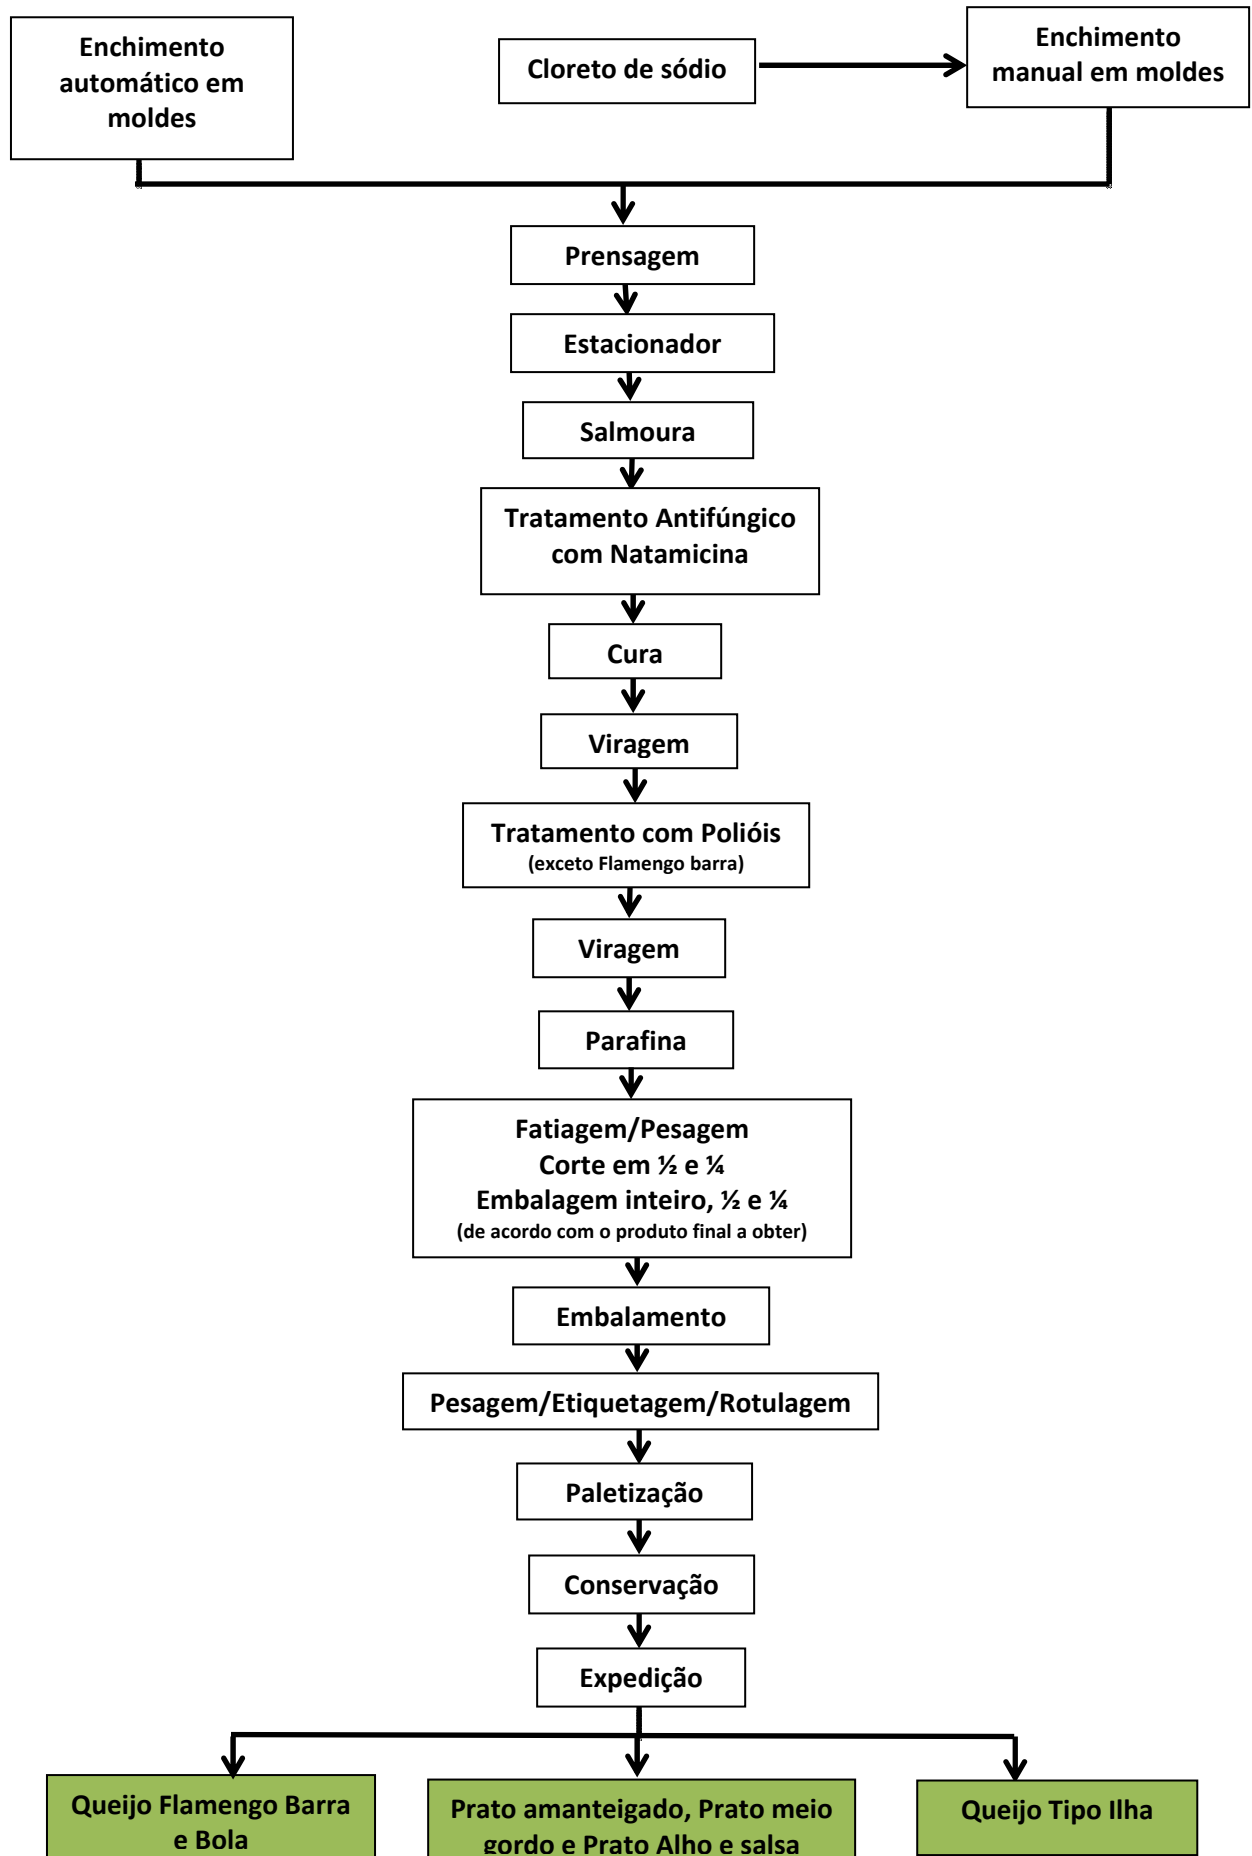 Enchimento
automático em
moldes
Cloreto de sódio
Enchimento
manual em moldes
Prensagem
Estacionador
Salmoura
Tratamento Antifúngico
com Natamicina
Cura
Viragem
Tratamento com Polióis
(exceto Flamengo barra)
Viragem
Parafina
Fatiagem/Pesagem
Corte em ½ e ¼
Embalagem inteiro, ½ e ¼
(de acordo com o produto final a obter)
Embalamento
Pesagem/Etiquetagem/Rotulagem
Paletização
Conservação
Expedição
Queijo Flamengo Barra
e Bola
Prato amanteigado, Prato meio
gordo e Prato Alho e salsa
Queijo Tipo Ilha